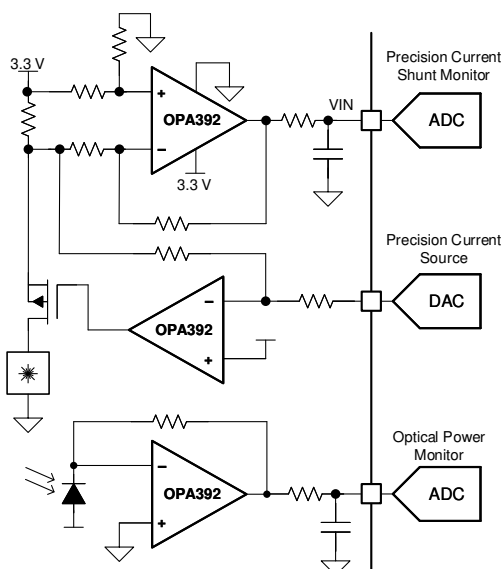 3.3 V
+
OPA392
−
3.3 V
VIN
Precision Current
Shunt Monitor
ADC
Precision Current
Source
−
OPA392
+
DAC
Optical Power
Monitor
−
OPA392
+
ADC